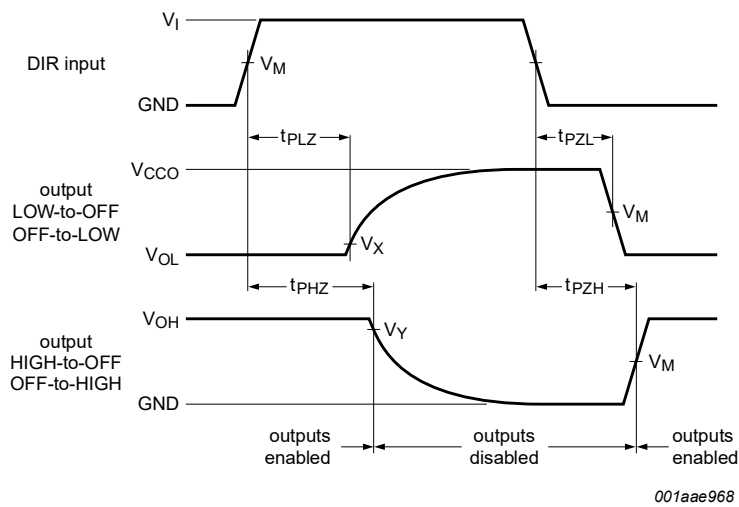 V_I
DIR input
V_M
GND
t_PLZ
t_PZL
V_CCO
output
LOW-to-OFF
OFF-to-LOW
V_M
V_X
V_OL
t_PHZ
t_PZH
V_OH
V_Y
output
HIGH-to-OFF
OFF-to-HIGH
V_M
GND
outputs
enabled
outputs
disabled
outputs
enabled
001aae968